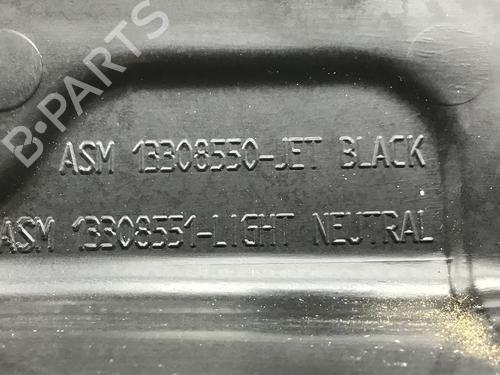 B-PARTS
ASM 13308550-JET BLACK
ASM 13308551-LIGHT NEUTRAL